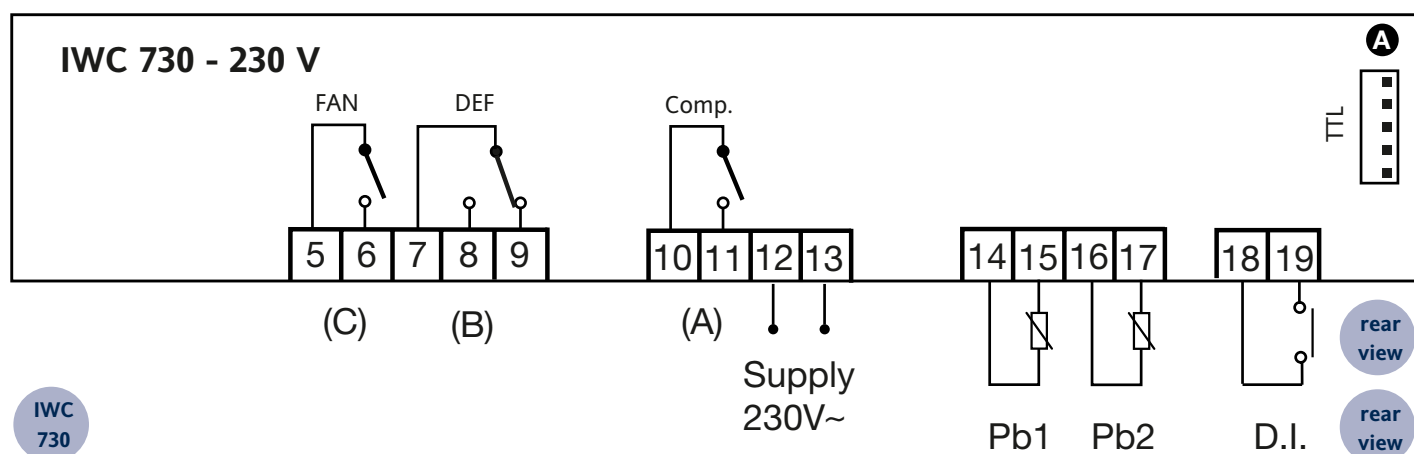 IWC 730 - 230 V
A
TTL
FAN
DEF
Comp.
5 6 7 8 9
10 11 12 13
14 15 16 17
18 19
(C)
(B)
(A)
Supply
230V~
Pb1
Pb2
D.I.
rear
view
IWC
730
rear
view